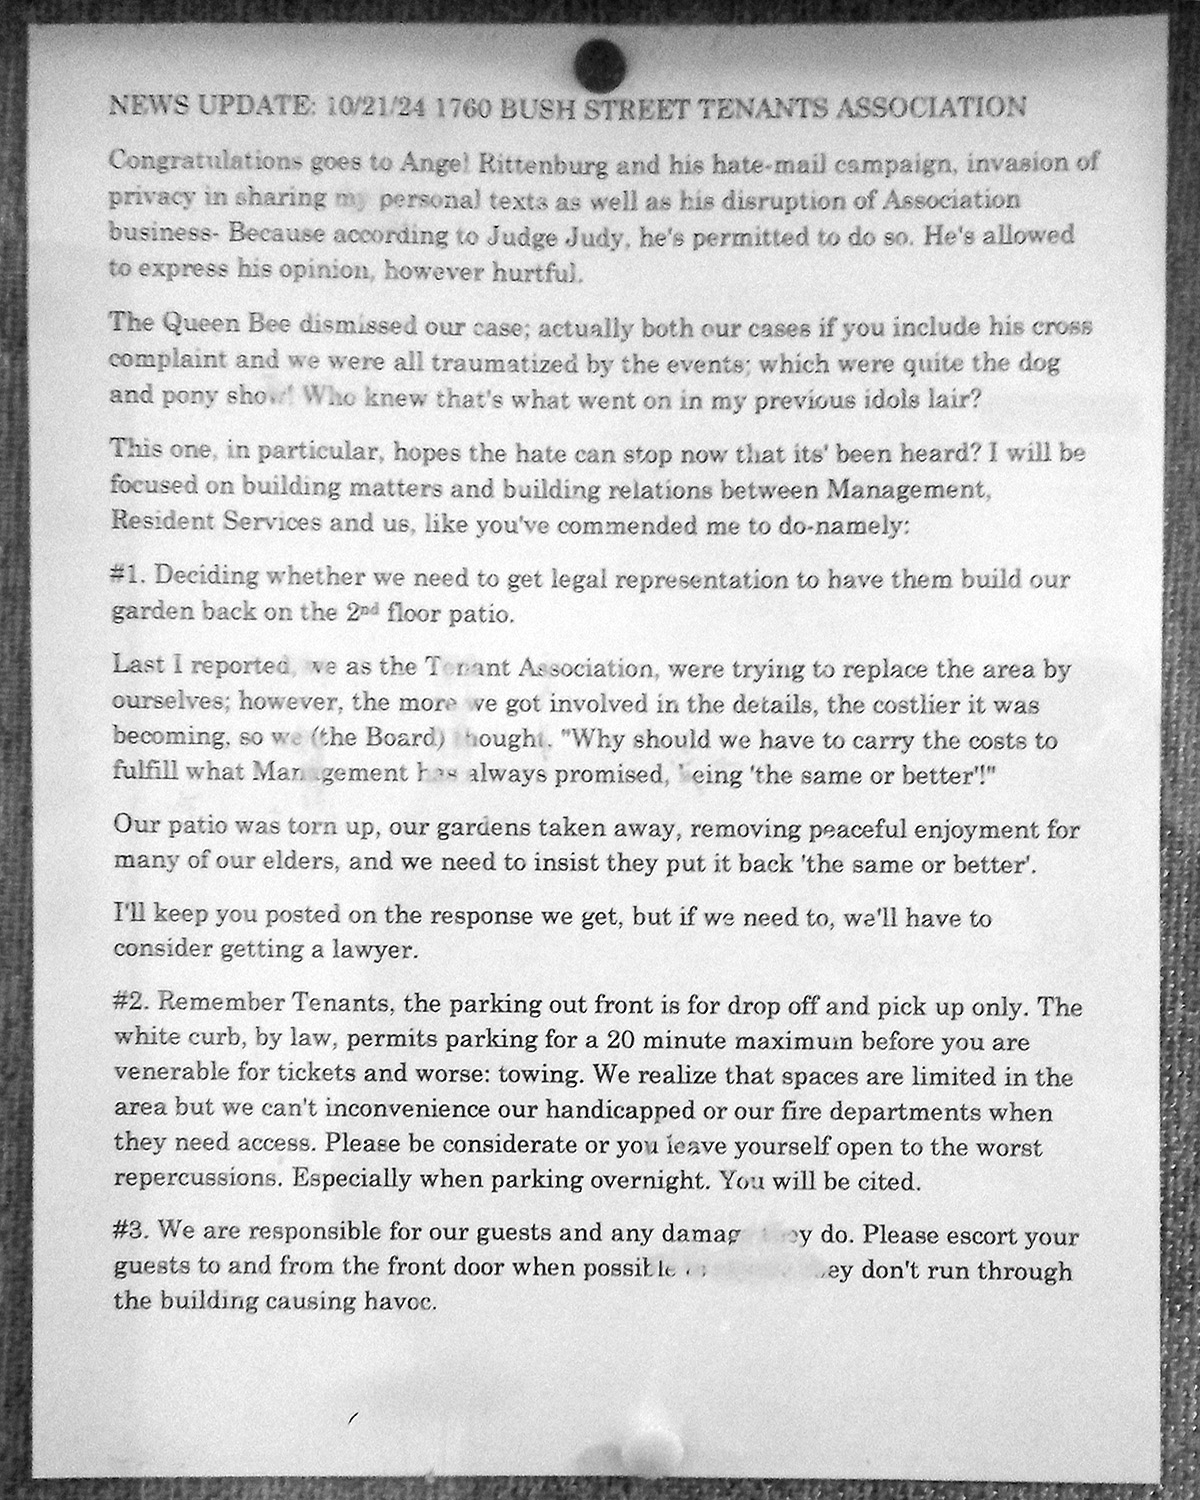 NEWS UPDATE: 10/21/24 1760 BUSH STREET TENANTS ASSOCIATION
Congratulations goes to Angel Rittenburg and his hate-mail campaign, invasion of
privacy in sharing my personal texts as well as his disruption of Association
business- Because according to Judge Judy, he's permitted to do so. He's allowed
to express his opinion, however hurtful.
The Queen Bee dismissed our case; actually both our cases if you include his cross
complaint and we were all traumatized by the events; which were quite the dog
and pony show! Who knew that's what went on in my previous idols lair?
This one, in particular, hopes the hate can stop now that its' been heard? I will be
focused on building matters and building relations between Management,
Resident Services and us, like you've commended me to do-namely:
#1. Deciding whether we need to get legal representation to have them build our
garden back on the 2nd floor patio.
Last I reported, we as the Tenant Association, were trying to replace the area by
ourselves; however, the more we got involved in the details, the costlier it was
becoming, so we (the Board) thought, "Why should we have to carry the costs to
fulfill what Management has always promised, being 'the same or better'!"
Our patio was torn up, our gardens taken away, removing peaceful enjoyment for
many of our elders, and we need to insist they put it back 'the same or better'.
I'll keep you posted on the response we get, but if we need to, we'll have to
consider getting a lawyer.
#2. Remember Tenants, the parking out front is for drop off and pick up only. The
white curb, by law, permits parking for a 20 minute maximum before you are
venerable for tickets and worse: towing. We realize that spaces are limited in the
area but we can't inconvenience our handicapped or our fire departments when
they need access. Please be considerate or you leave yourself open to the worst
repercussions. Especially when parking overnight. You will be cited.
#3. We are responsible for our guests and any damage they do. Please escort your
guests to and from the front door when possible they don't run through
the building causing havoc.